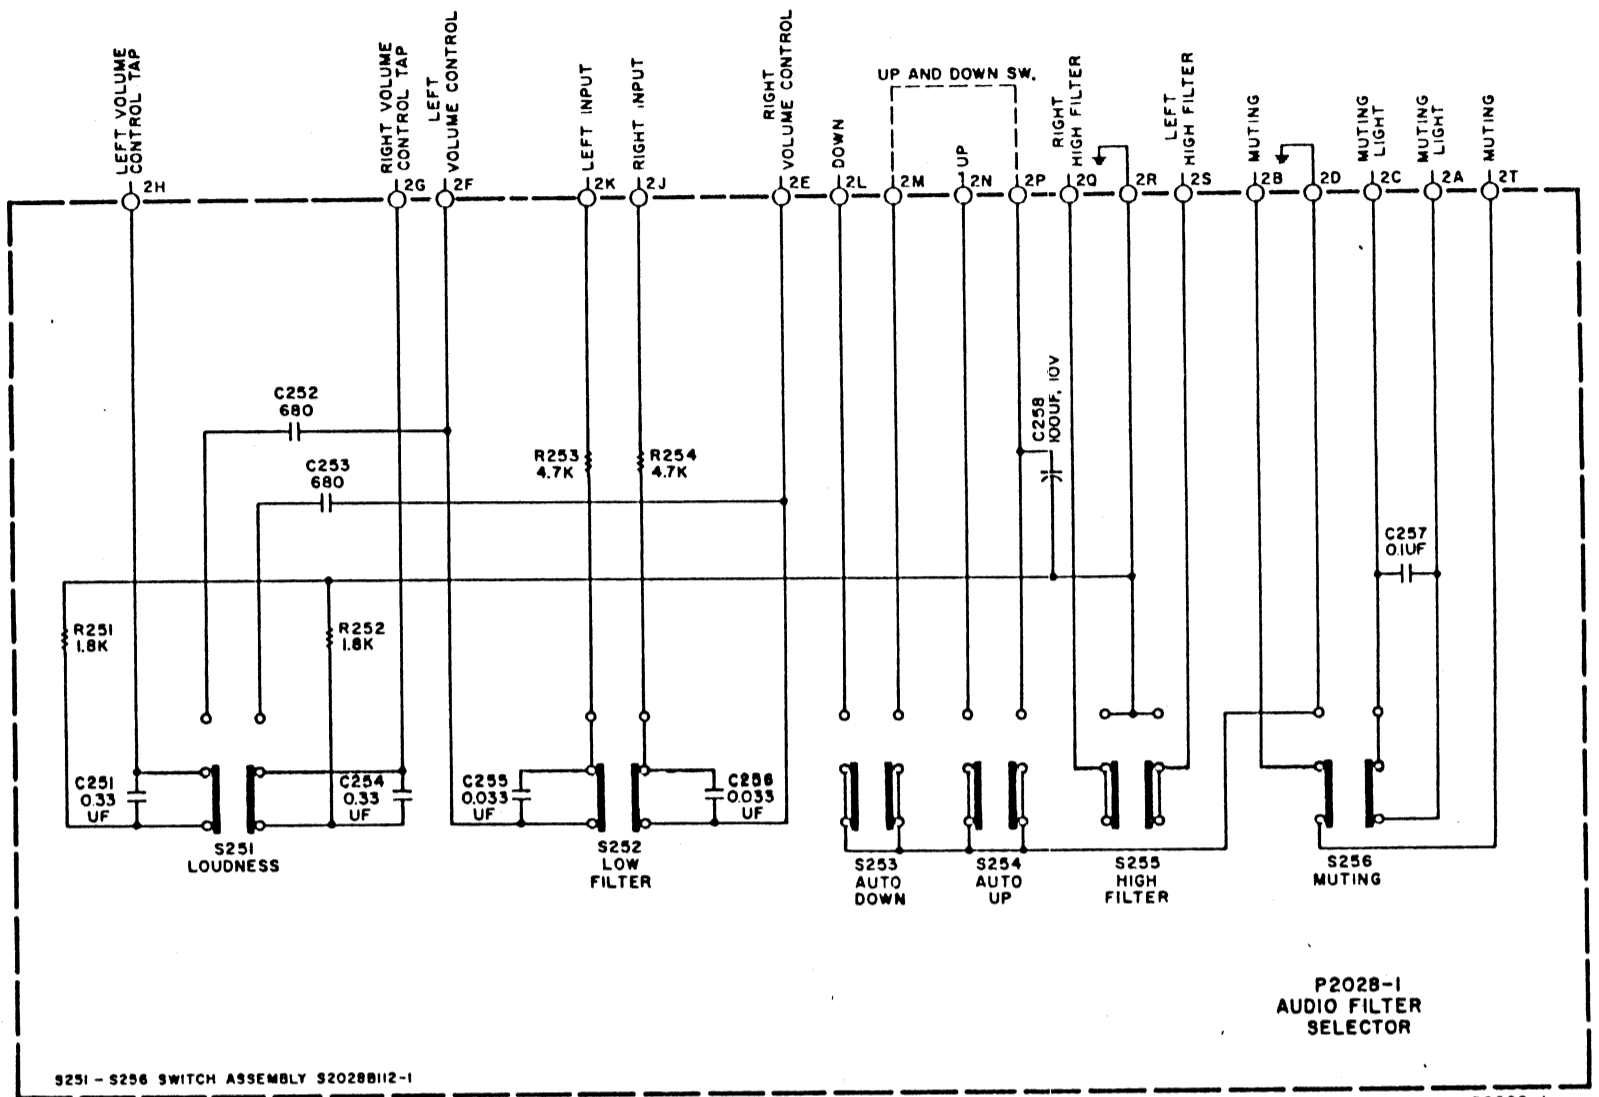 LEFT VOLUME
CONTROL TAP
RIGHT VOLUME
CONTROL TAP
LEFT
VOLUME CONTROL
LEFT INPUT
RIGHT INPUT
RIGHT
VOLUME CONTROL
DOWN
UP AND DOWN SW.
UP
RIGHT
HIGH FILTER
LEFT
HIGH FILTER
MUTING
MUTING
LIGHT
MUTING
LIGHT
MUTING
2H
2G
2F
2K
2J
2E
2L
2M
2N
2P
2Q
2R
2S
2B
2D
2C
2A
2T
C252
680
C253
680
R253
4.7K
R254
4.7K
C258
100UF, 10V
C257
0.1UF
R251
1.8K
R252
1.8K
C251
0.33
UF
C254
0.33
UF
C255
0.033
UF
C256
0.033
UF
S251
LOUDNESS
S252
LOW
FILTER
S253
AUTO
DOWN
S254
AUTO
UP
S255
HIGH
FILTER
S256
MUTING
P2028-1
AUDIO FILTER
SELECTOR
S251 - S256 SWITCH ASSEMBLY S2028B112-1